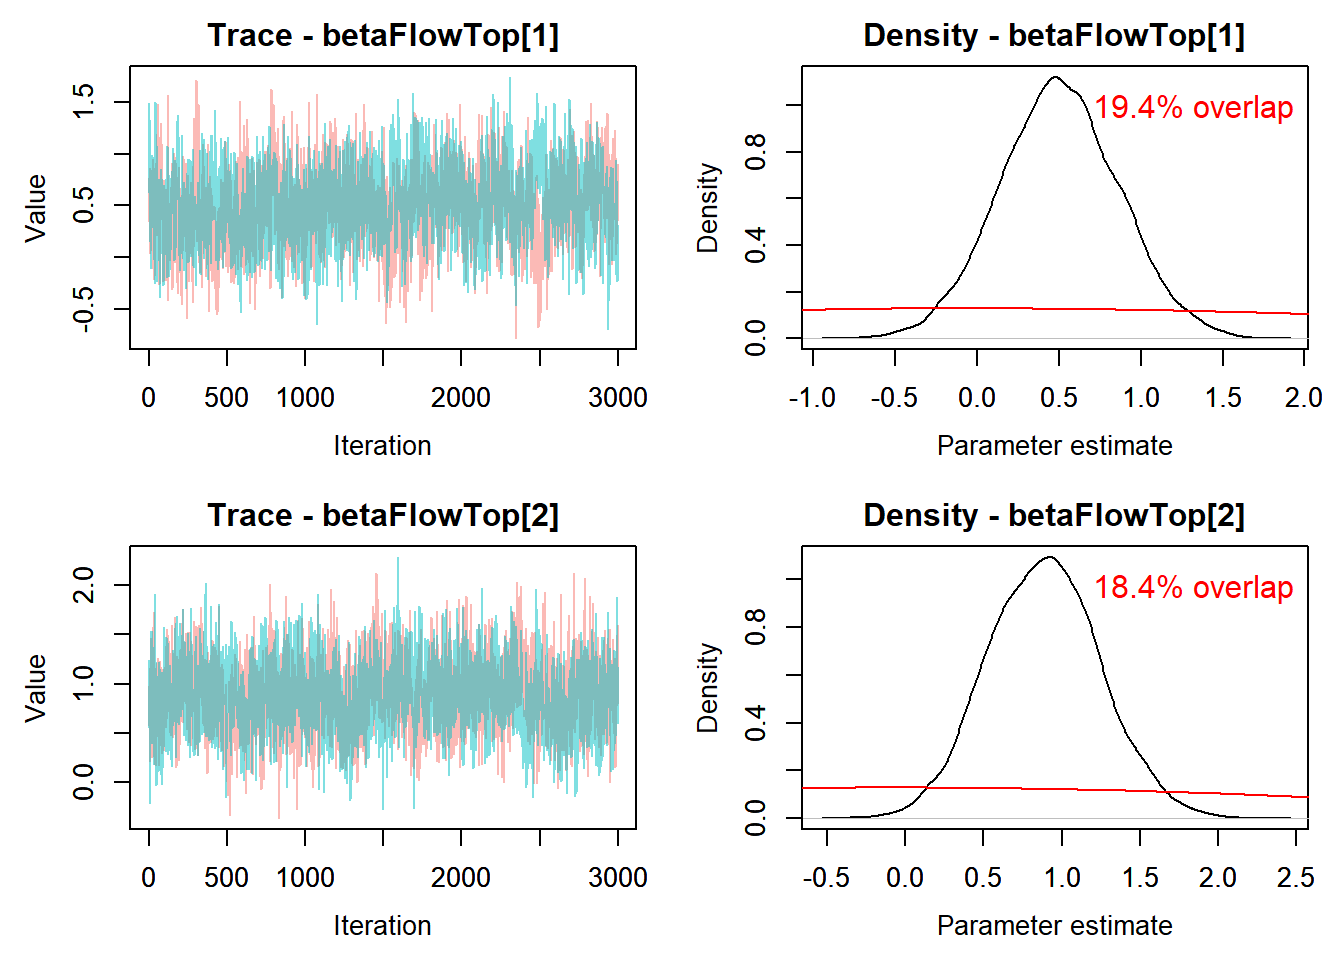 Trace - betaFlowTop[1]
Value
1.5
0.5
-0.5
0 500 1000 2000 3000
Iteration
Density - betaFlowTop[1]
19.4% overlap
Density
0.8
0.4
0.0
-1.0 -0.5 0.0 0.5 1.0 1.5 2.0
Parameter estimate
Trace - betaFlowTop[2]
Value
2.0
1.0
0.0
0 500 1000 2000 3000
Iteration
Density - betaFlowTop[2]
18.4% overlap
Density
0.8
0.4
0.0
-0.5 0.0 0.5 1.0 1.5 2.0 2.5
Parameter estimate